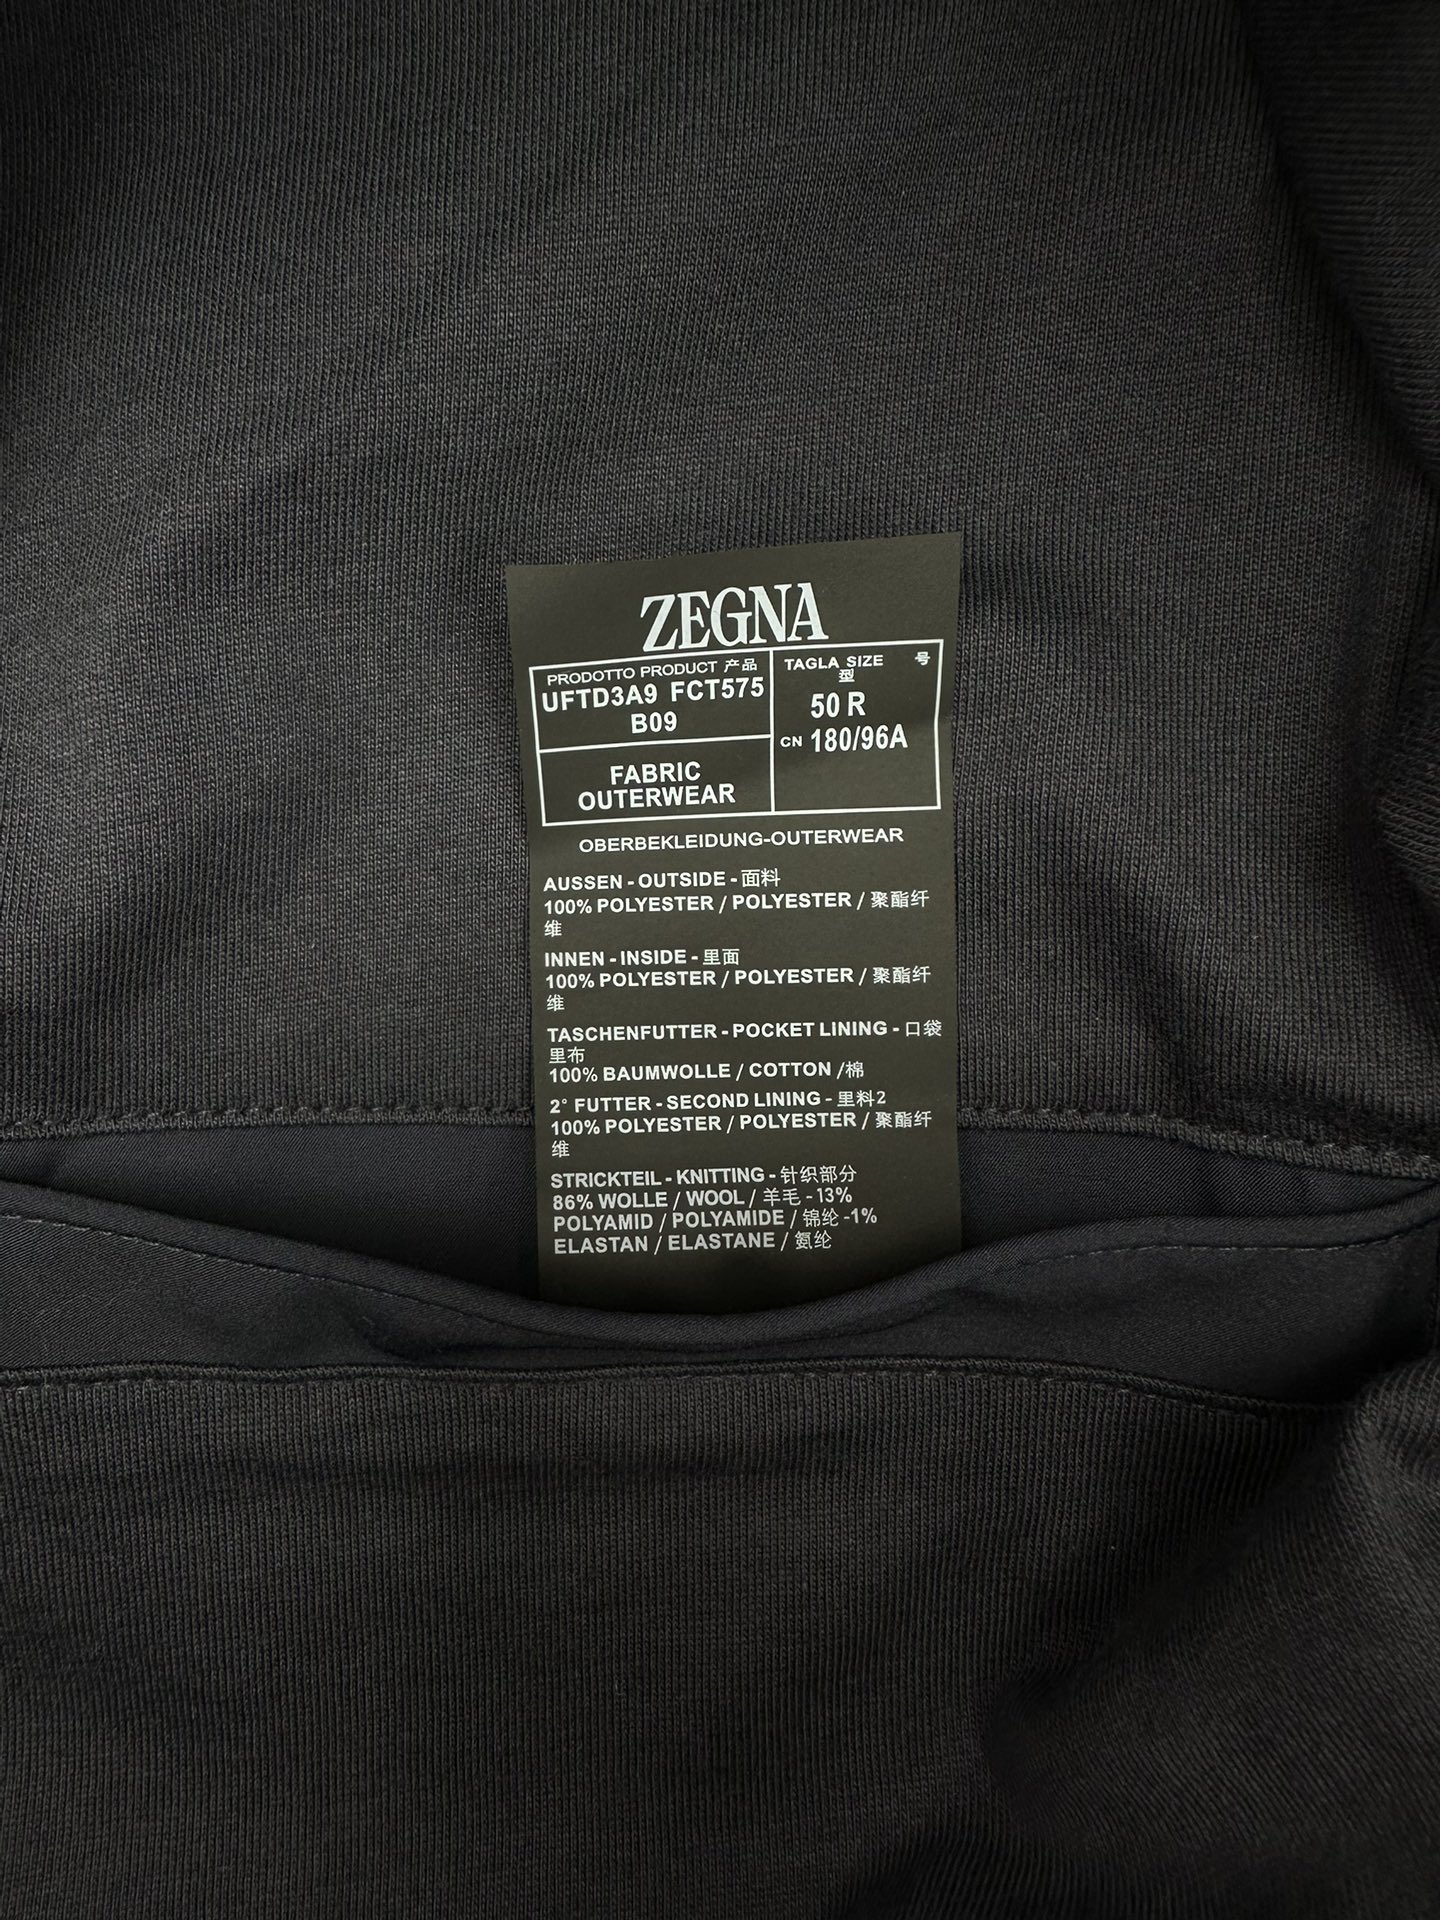 ZEGNA
PRODOTTO PRODUCT 产品
UFTD3A9 FCT575
B09
TAGLA SIZE 号
型
50 R
CN 180/96A
FABRIC
OUTERWEAR
OBERBEKLEIDUNG-OUTERWEAR
AUSSEN - OUTSIDE - 面料
100% POLYESTER / POLYESTER / 聚酯纤
维
INNEN - INSIDE - 里面
100% POLYESTER / POLYESTER / 聚酯纤
维
TASCHENFUTTER - POCKET LINING - 口袋
里布
100% BAUMWOLLE / COTTON /棉
2° FUTTER - SECOND LINING - 里料2
100% POLYESTER / POLYESTER / 聚酯纤
维
STRICKTEIL - KNITTING - 针织部分
86% WOLLE / WOOL / 羊毛 - 13%
POLYAMID / POLYAMIDE / 锦纶 -1%
ELASTAN / ELASTANE / 氨纶